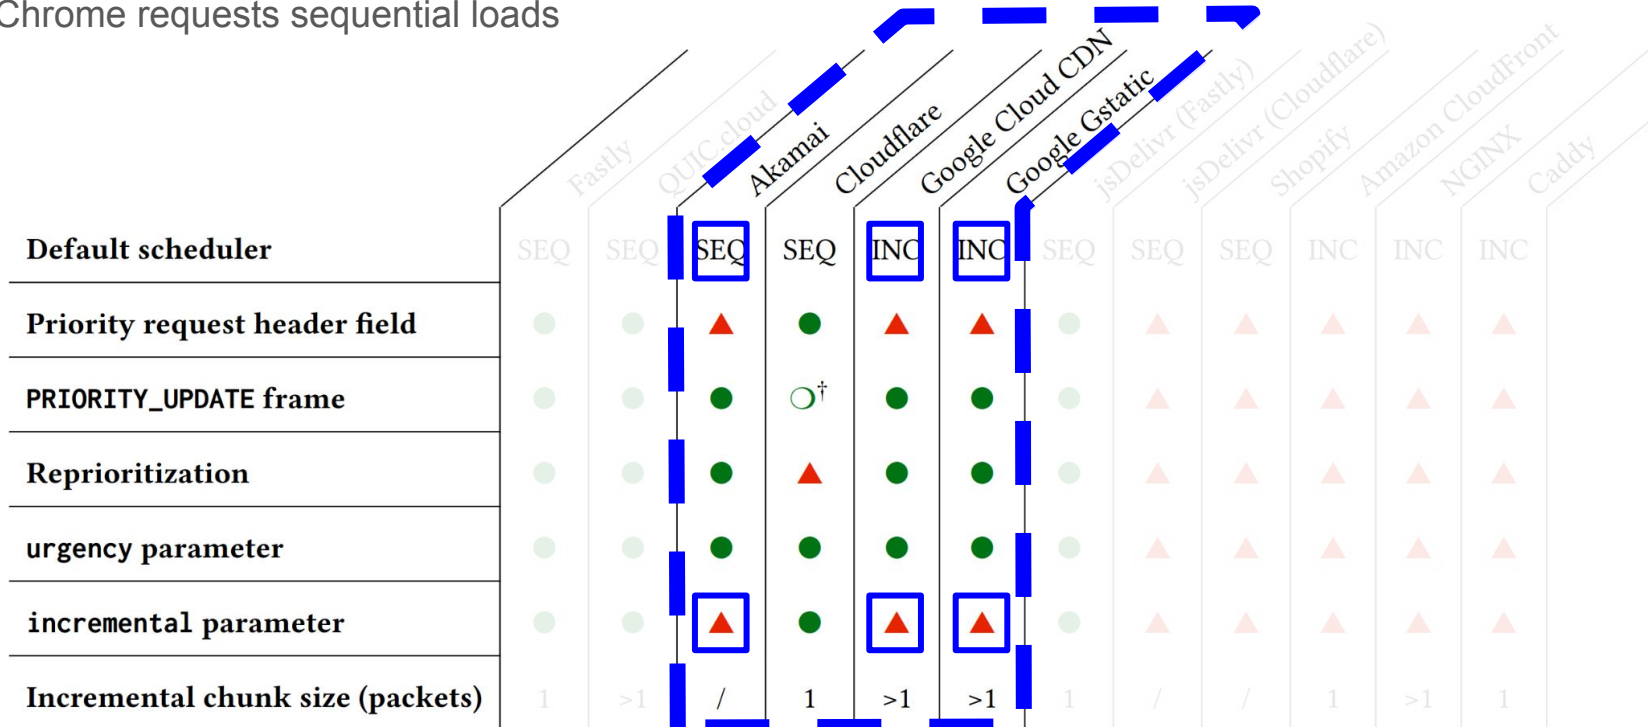 Chrome requests sequential loads
Fastly
QUIC.cloud
Akamai
Cloudflare
Google Cloud CDN
Google Gstatic
jsDelivr (Fastly)
jsDelivr (Cloudflare)
Shopify
Amazon CloudFront
NGINX
Caddy
Default scheduler SEQ SEQ SEQ SEQ INC INC SEQ SEQ SEQ INC INC INC
Priority request header field
PRIORITY_UPDATE frame †
Reprioritization
urgency parameter
incremental parameter
Incremental chunk size (packets) 1 >1 / 1 >1 >1 1 / / 1 >1 1